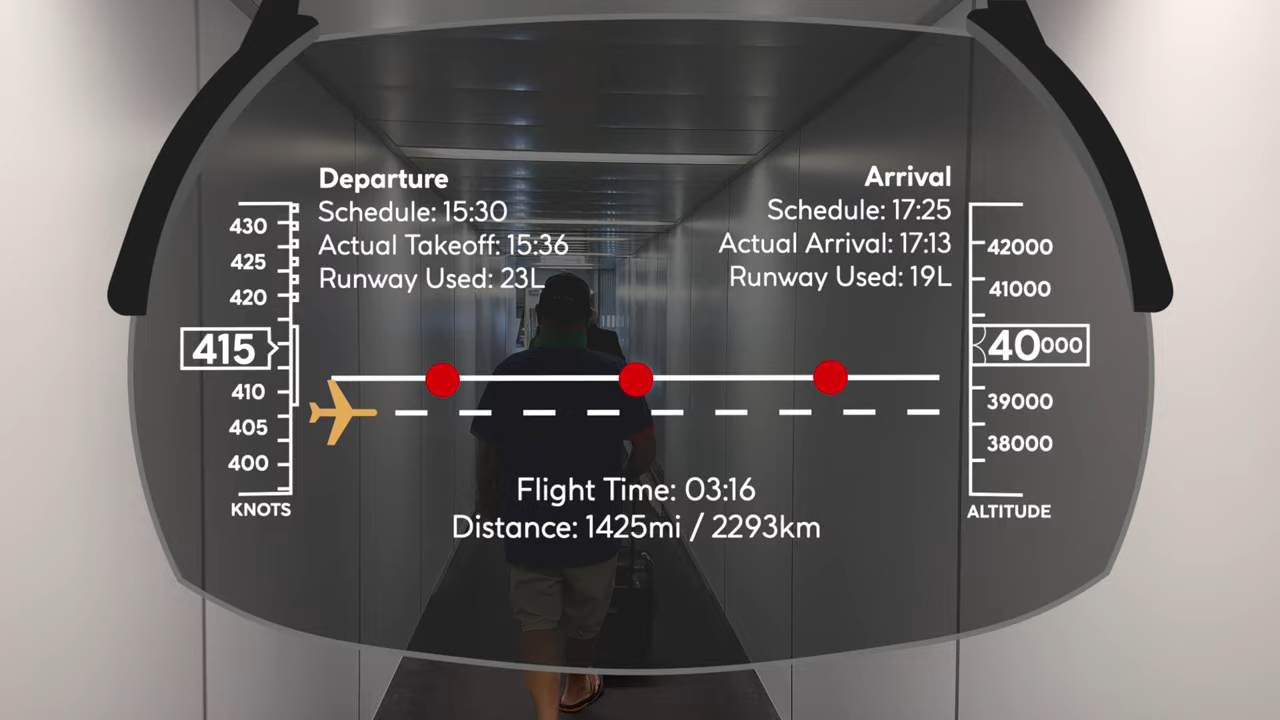 Departure
Schedule: 15:30
Actual Takeoff: 15:36
Runway Used: 23L
Arrival
Schedule: 17:25
Actual Arrival: 17:13
Runway Used: 19L
430
425
420
415
410
405
400
KNOTS
42000
41000
40000
39000
38000
ALTITUDE
Flight Time: 03:16
Distance: 1425mi / 2293km